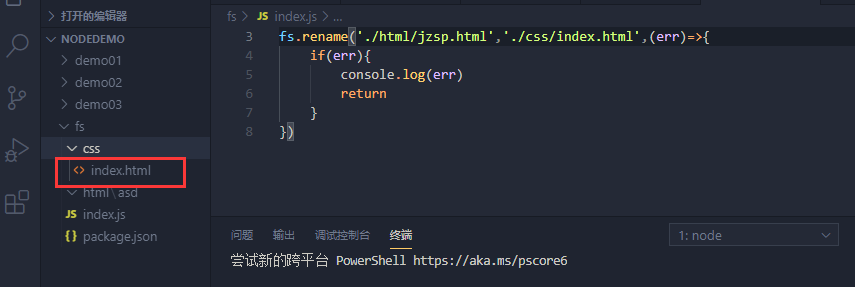 打开的编辑器
NODEDEMO
demo01
demo02
demo03
fs
css
index.html
html\asd
index.js
package.json
fs > JS index.js > ...
3 fs.rename('./html/jzsp.html','./css/index.html',(err)=>{
4 if(err){
5 console.log(err)
6 return
7 }
8 })
问题 输出 调试控制台 终端 1: node
尝试新的跨平台 PowerShell https://aka.ms/pscore6